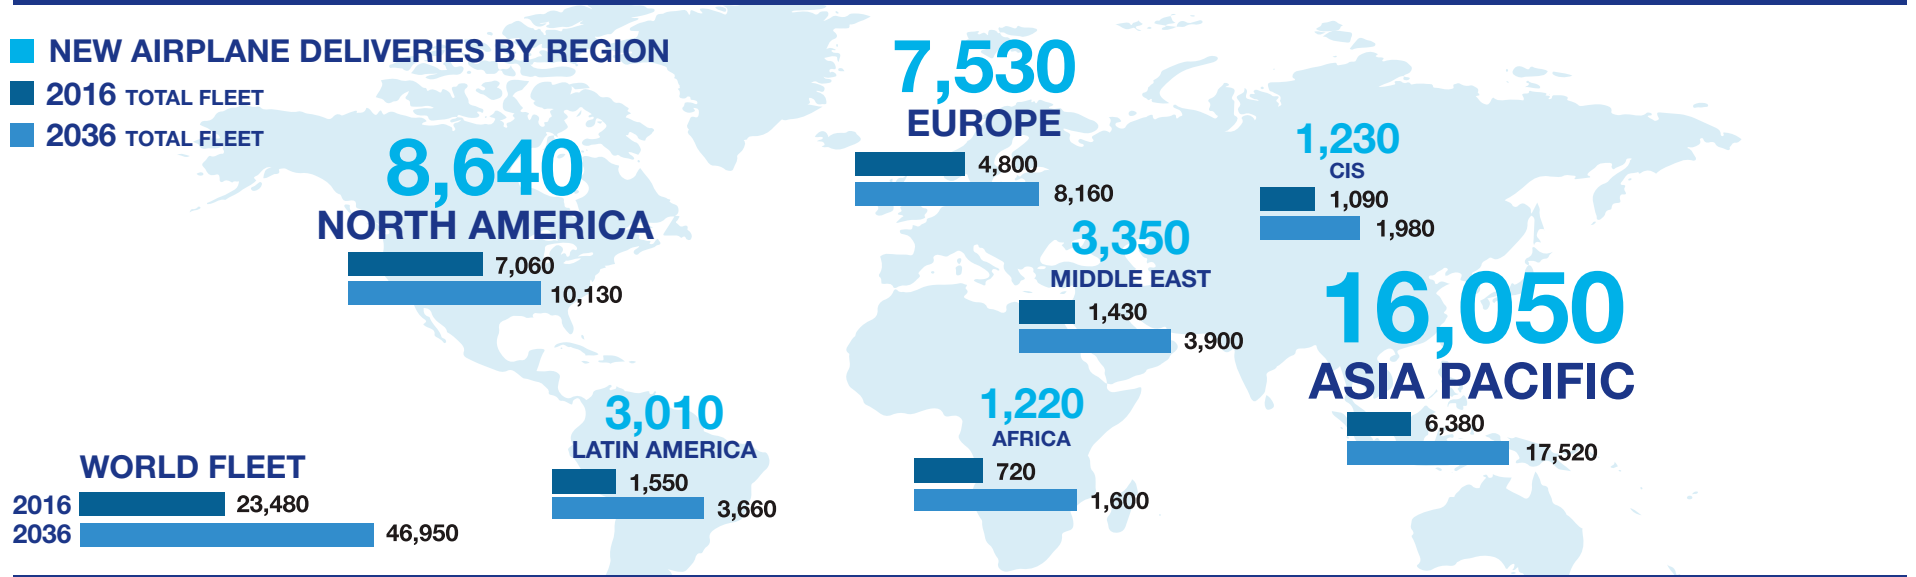 NEW AIRPLANE DELIVERIES BY REGION
2016 TOTAL FLEET
2036 TOTAL FLEET
8,640
NORTH AMERICA
7,060
10,130
7,530
EUROPE
4,800
8,160
1,230
CIS
1,090
1,980
3,350
MIDDLE EAST
1,430
3,900
16,050
ASIA PACIFIC
6,380
17,520
3,010
LATIN AMERICA
1,550
3,660
1,220
AFRICA
720
1,600
WORLD FLEET
2016 23,480
2036 46,950